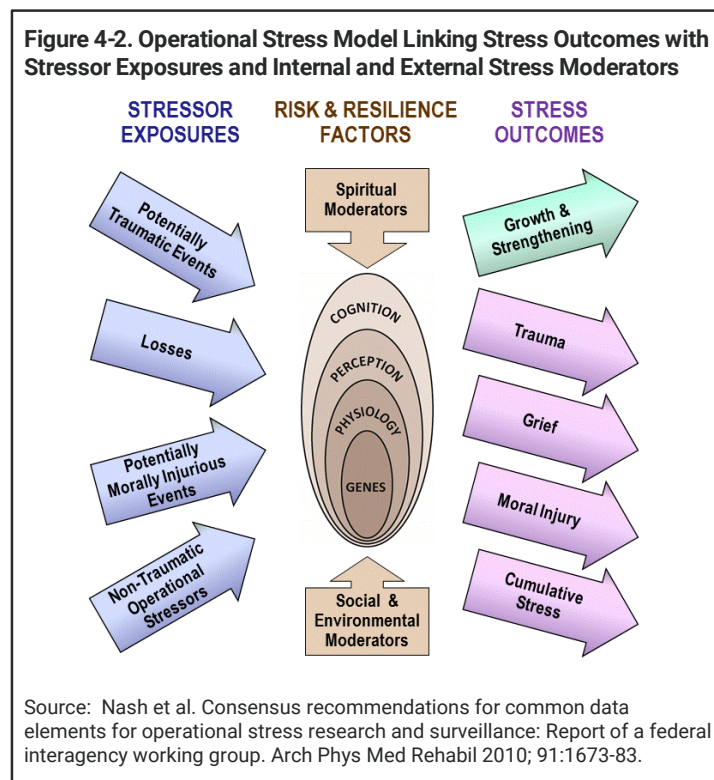 Figure 4-2. Operational Stress Model Linking Stress Outcomes with
Stressor Exposures and Internal and External Stress Moderators
STRESSOR
EXPOSURES
RISK & RESILIENCE
FACTORS
STRESS
OUTCOMES
Potentially
Traumatic Events
Losses
Potentially
Morally Injurious
Events
Non-Traumatic
Operational
Stressors
Spiritual
Moderators
COGNITION
PERCEPTION
PHYSIOLOGY
GENES
Social &
Environmental
Moderators
Growth &
Strengthening
Trauma
Grief
Moral Injury
Cumulative
Stress
Source: Nash et al. Consensus recommendations for common data
elements for operational stress research and surveillance: Report of a federal
interagency working group. Arch Phys Med Rehabil 2010; 91:1673-83.